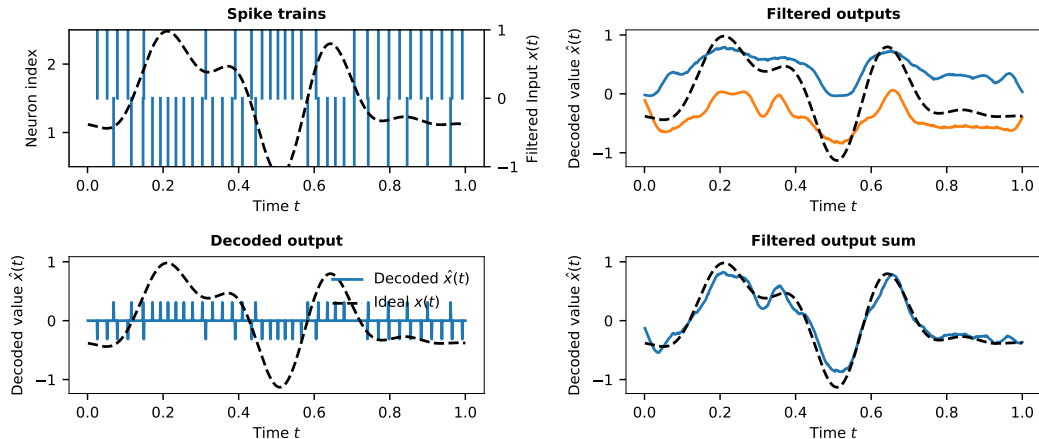 Spike trains
Neuron index
2
1
1
0
−1
Filtered Input x(t)
0.0 0.2 0.4 0.6 0.8 1.0
Time t
Filtered outputs
Decoded value x̂(t)
1
0
−1
0.0 0.2 0.4 0.6 0.8 1.0
Time t
Decoded output
Decoded value x̂(t)
1
0
−1
Decoded x̂(t)
Ideal x(t)
0.0 0.2 0.4 0.6 0.8 1.0
Time t
Filtered output sum
Decoded value x̂(t)
1
0
−1
0.0 0.2 0.4 0.6 0.8 1.0
Time t